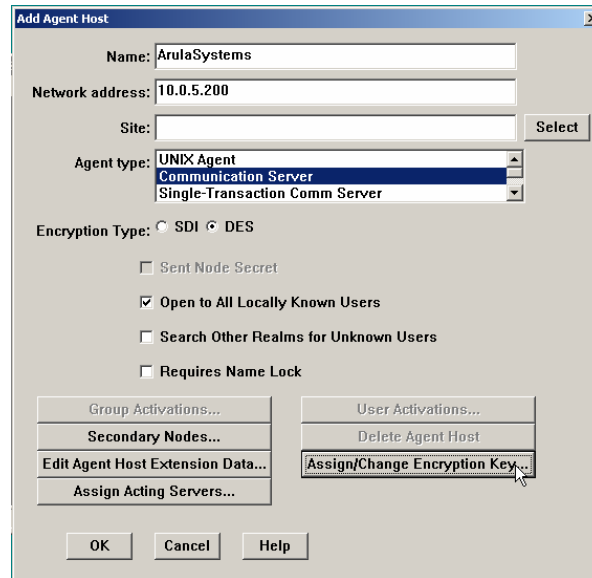 Add Agent Host
Name: ArulaSystems
Network address: 10.0.5.200
Site:
Select
Agent type: UNIX Agent
Communication Server
Single-Transaction Comm Server
Encryption Type: SDI DES
Sent Node Secret
Open to All Locally Known Users
Search Other Realms for Unknown Users
Requires Name Lock
Group Activations... User Activations...
Secondary Nodes... Delete Agent Host
Edit Agent Host Extension Data... Assign/Change Encryption Key...
Assign Acting Servers...
OK Cancel Help